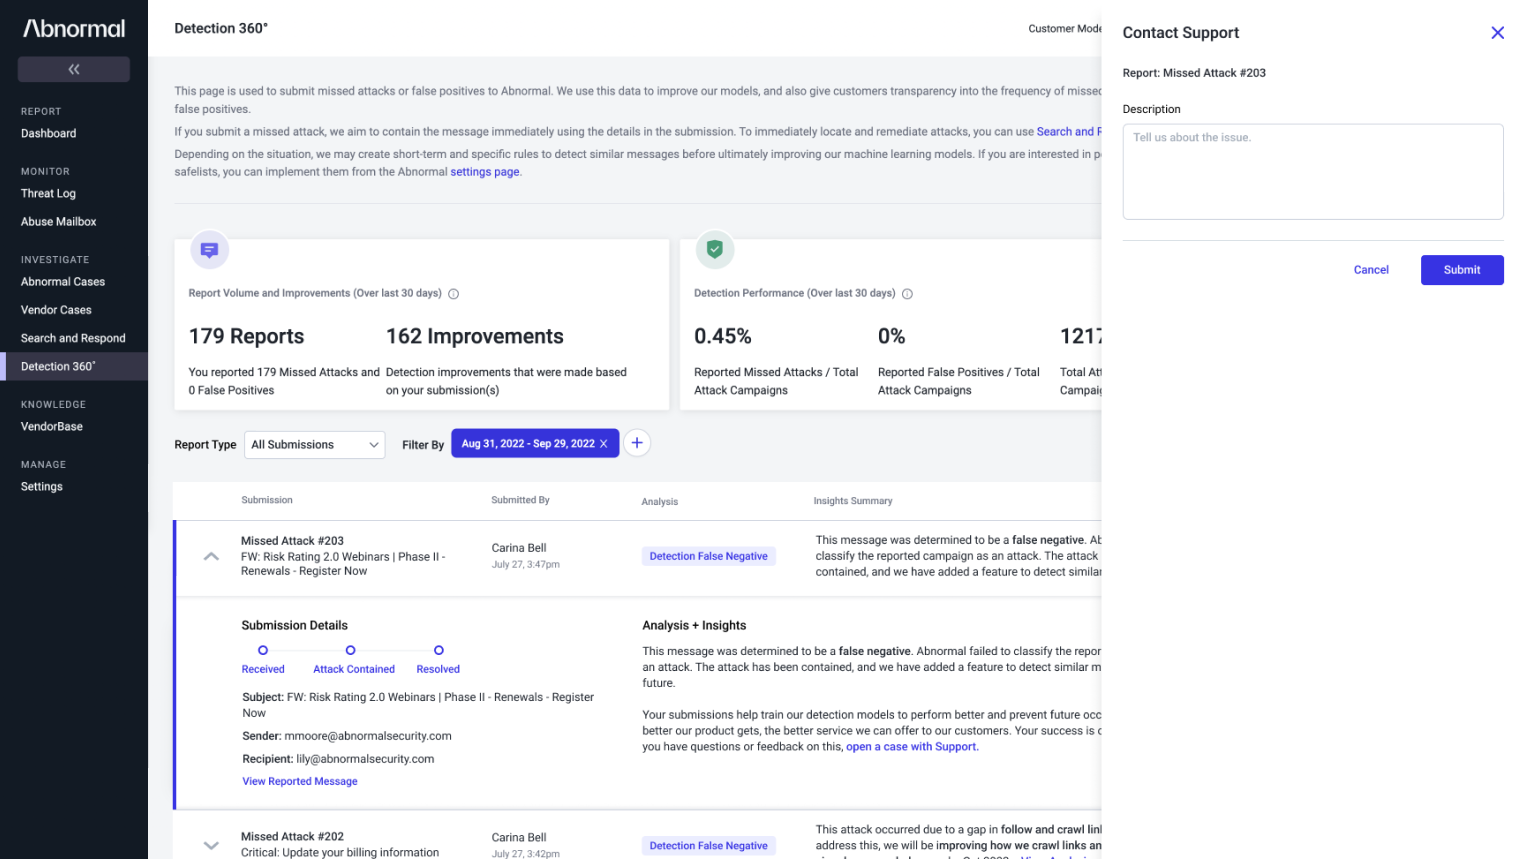 Abnormal
REPORT
Dashboard
MONITOR
Threat Log
Abuse Mailbox
INVESTIGATE
Abnormal Cases
Vendor Cases
Search and Respond
Detection 360°
KNOWLEDGE
VendorBase
MANAGE
Settings
Detection 360°
Customer Mode
This page is used to submit missed attacks or false positives to Abnormal. We use this data to improve our models, and also give customers transparency into the frequency of missed
false positives.
If you submit a missed attack, we aim to contain the message immediately using the details in the submission. To immediately locate and remediate attacks, you can use Search and R
Depending on the situation, we may create short-term and specific rules to detect similar messages before ultimately improving our machine learning models. If you are interested in
safelists, you can implement them from the Abnormal settings page.
Report Volume and Improvements (Over last 30 days)
179 Reports
162 Improvements
You reported 179 Missed Attacks and
0 False Positives
Detection improvements that were made based
on your submission(s)
Detection Performance (Over last 30 days)
0.45%
0%
1217
Reported Missed Attacks / Total
Attack Campaigns
Reported False Positives / Total
Attack Campaigns
Total Att
Campaig
Report Type
All Submissions
Filter By
Aug 31, 2022 - Sep 29, 2022
Submission
Submitted By
Analysis
Insights Summary
Missed Attack #203
FW: Risk Rating 2.0 Webinars | Phase II -
Renewals - Register Now
Carina Bell
July 27, 3:47pm
Detection False Negative
This message was determined to be a false negative. Ab
classify the reported campaign as an attack. The attack
contained, and we have added a feature to detect similar
Submission Details
Received
Attack Contained
Resolved
Subject: FW: Risk Rating 2.0 Webinars | Phase II - Renewals - Register
Now
Sender: mmoore@abnormalsecurity.com
Recipient: lily@abnormalsecurity.com
View Reported Message
Analysis + Insights
This message was determined to be a false negative. Abnormal failed to classify the repor
an attack. The attack has been contained, and we have added a feature to detect similar m
future.
Your submissions help train our detection models to perform better and prevent future occ
better our product gets, the better service we can offer to our customers. Your success is
you have questions or feedback on this, open a case with Support.
Missed Attack #202
Critical: Update your billing information
Carina Bell
July 27, 3:42pm
Detection False Negative
This attack occurred due to a gap in follow and crawl lin
address this, we will be improving how we crawl links an
Contact Support
Report: Missed Attack #203
Description
Tell us about the issue.
Cancel
Submit